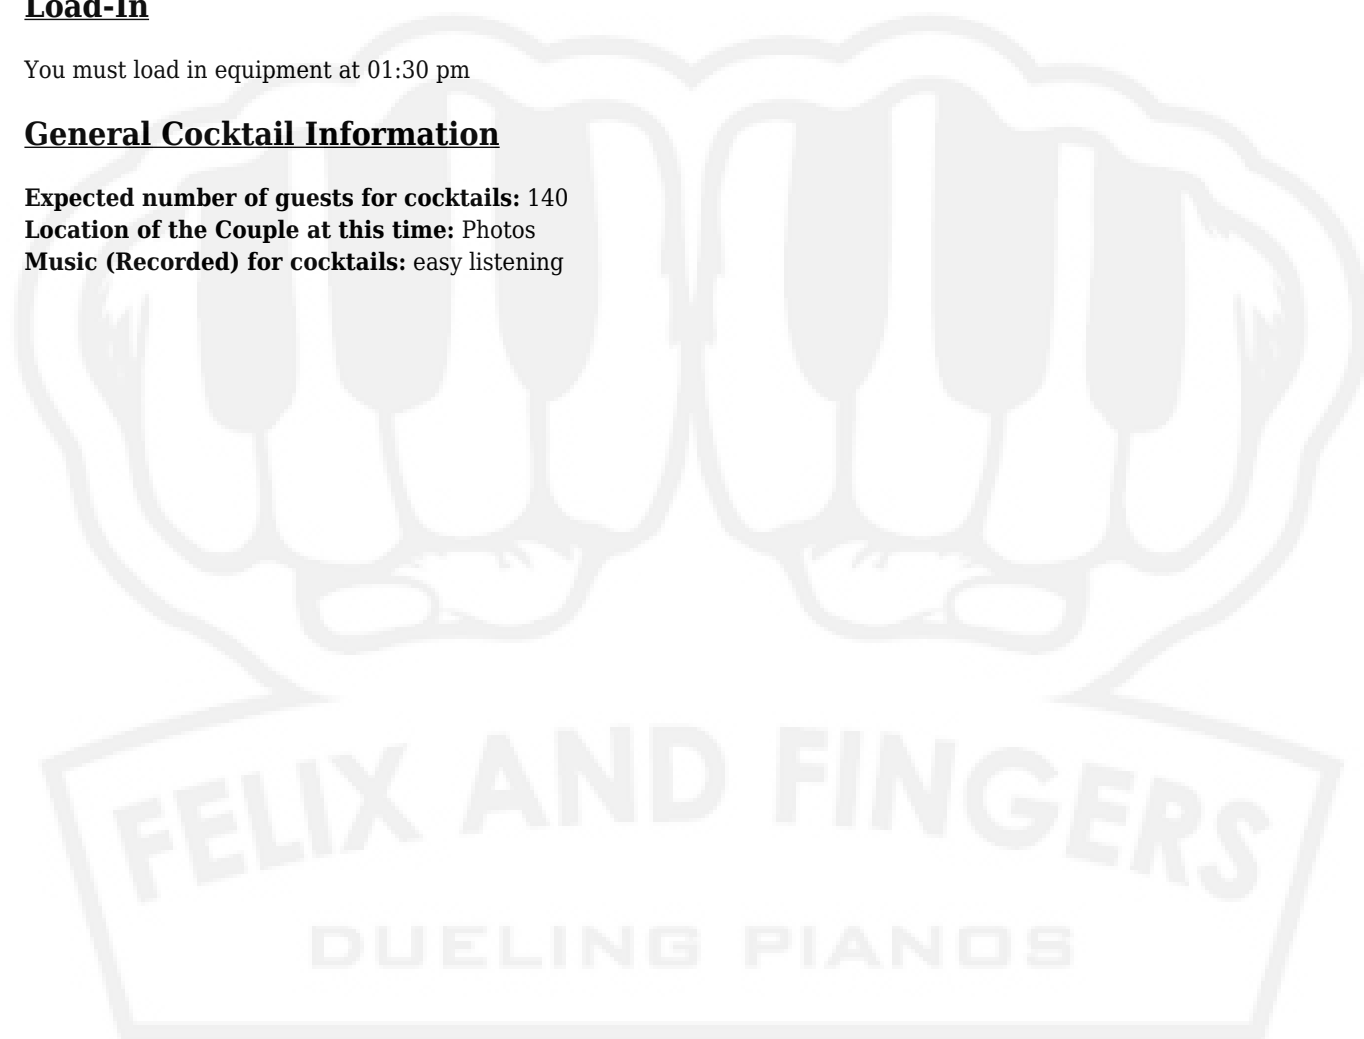 Load-In
You must load in equipment at 01:30 pm
General Cocktail Information
Expected number of guests for cocktails: 140
Location of the Couple at this time: Photos
Music (Recorded) for cocktails: easy listening
FELIX AND FINGERS
DUELING PIANOS